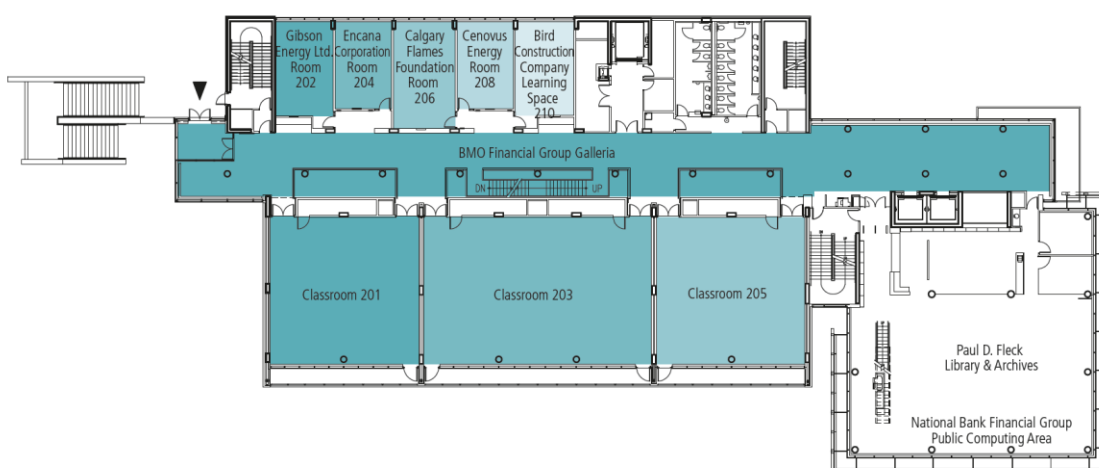 Gibson
Energy Ltd.
Room
202
Encana
Corporation
Room
204
Calgary
Flames
Foundation
Room
206
Cenovus
Energy
Room
208
Bird
Construction
Company
Learning
Space
210
BMO Financial Group Galleria
DN
UP
Classroom 201
Classroom 203
Classroom 205
Paul D. Fleck
Library & Archives
National Bank Financial Group
Public Computing Area